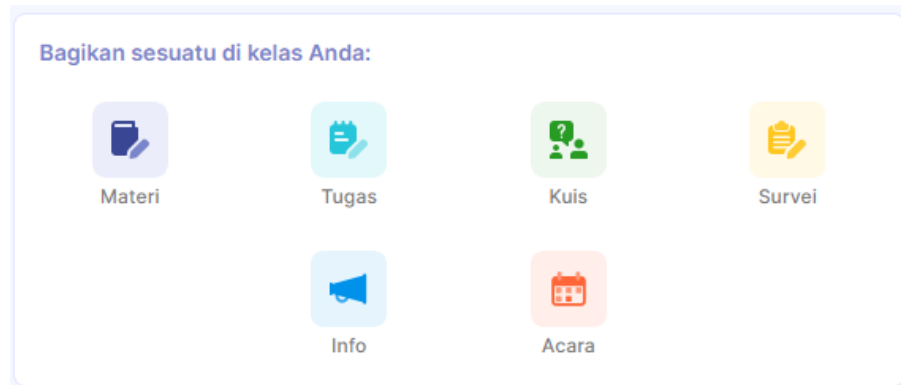 Bagikan sesuatu di kelas Anda:
Materi Tugas Kuis Survei
Info Acara